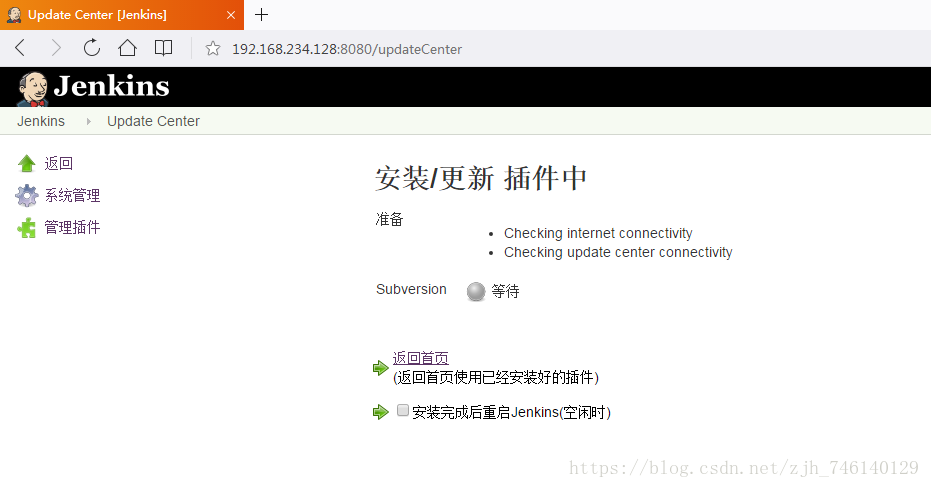 Update Center [Jenkins]
192.168.234.128:8080/updateCenter
Jenkins
Jenkins Update Center
返回
系统管理
管理插件
安装/更新 插件中
准备
Checking internet connectivity
Checking update center connectivity
Subversion 等待
返回首页
(返回首页使用已经安装好的插件)
安装完成后重启Jenkins(空闲时)
https://blog.csdn.net/zjh_746140129